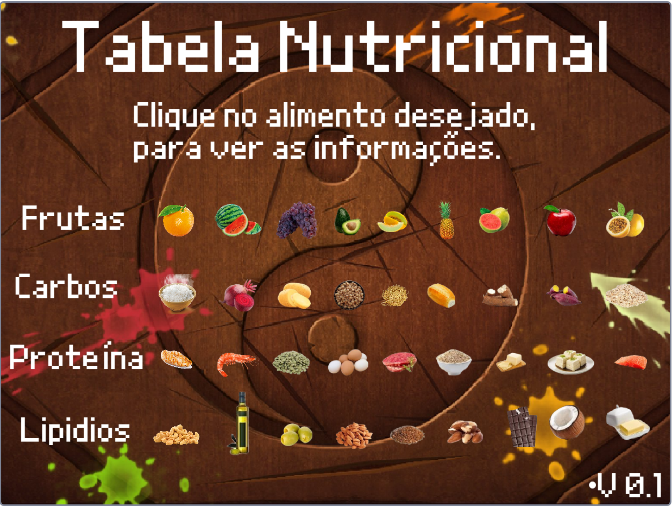 Tabela Nutricional
Clique no alimento desejado,
para ver as informações.
Frutas
Carbos
Proteína
Lipidios
•V 0.1